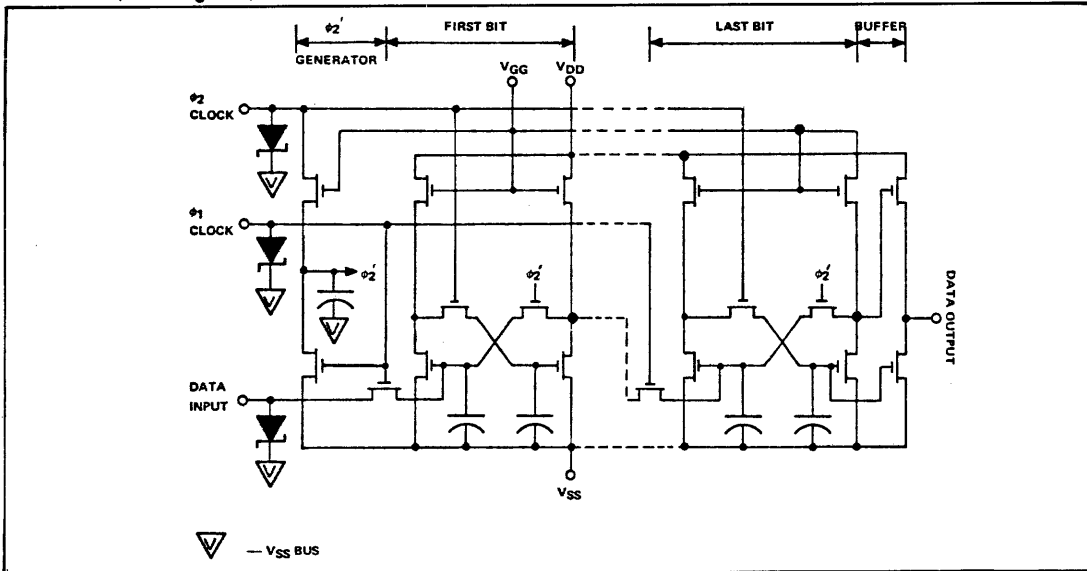 ϕ2'
GENERATOR
FIRST BIT
LAST BIT
BUFFER
VGG
VDD
ϕ2
CLOCK
ϕ1
CLOCK
ϕ2'
ϕ2'
ϕ2'
DATA OUTPUT
DATA
INPUT
VSS
V
V
V
V
V — VSS BUS